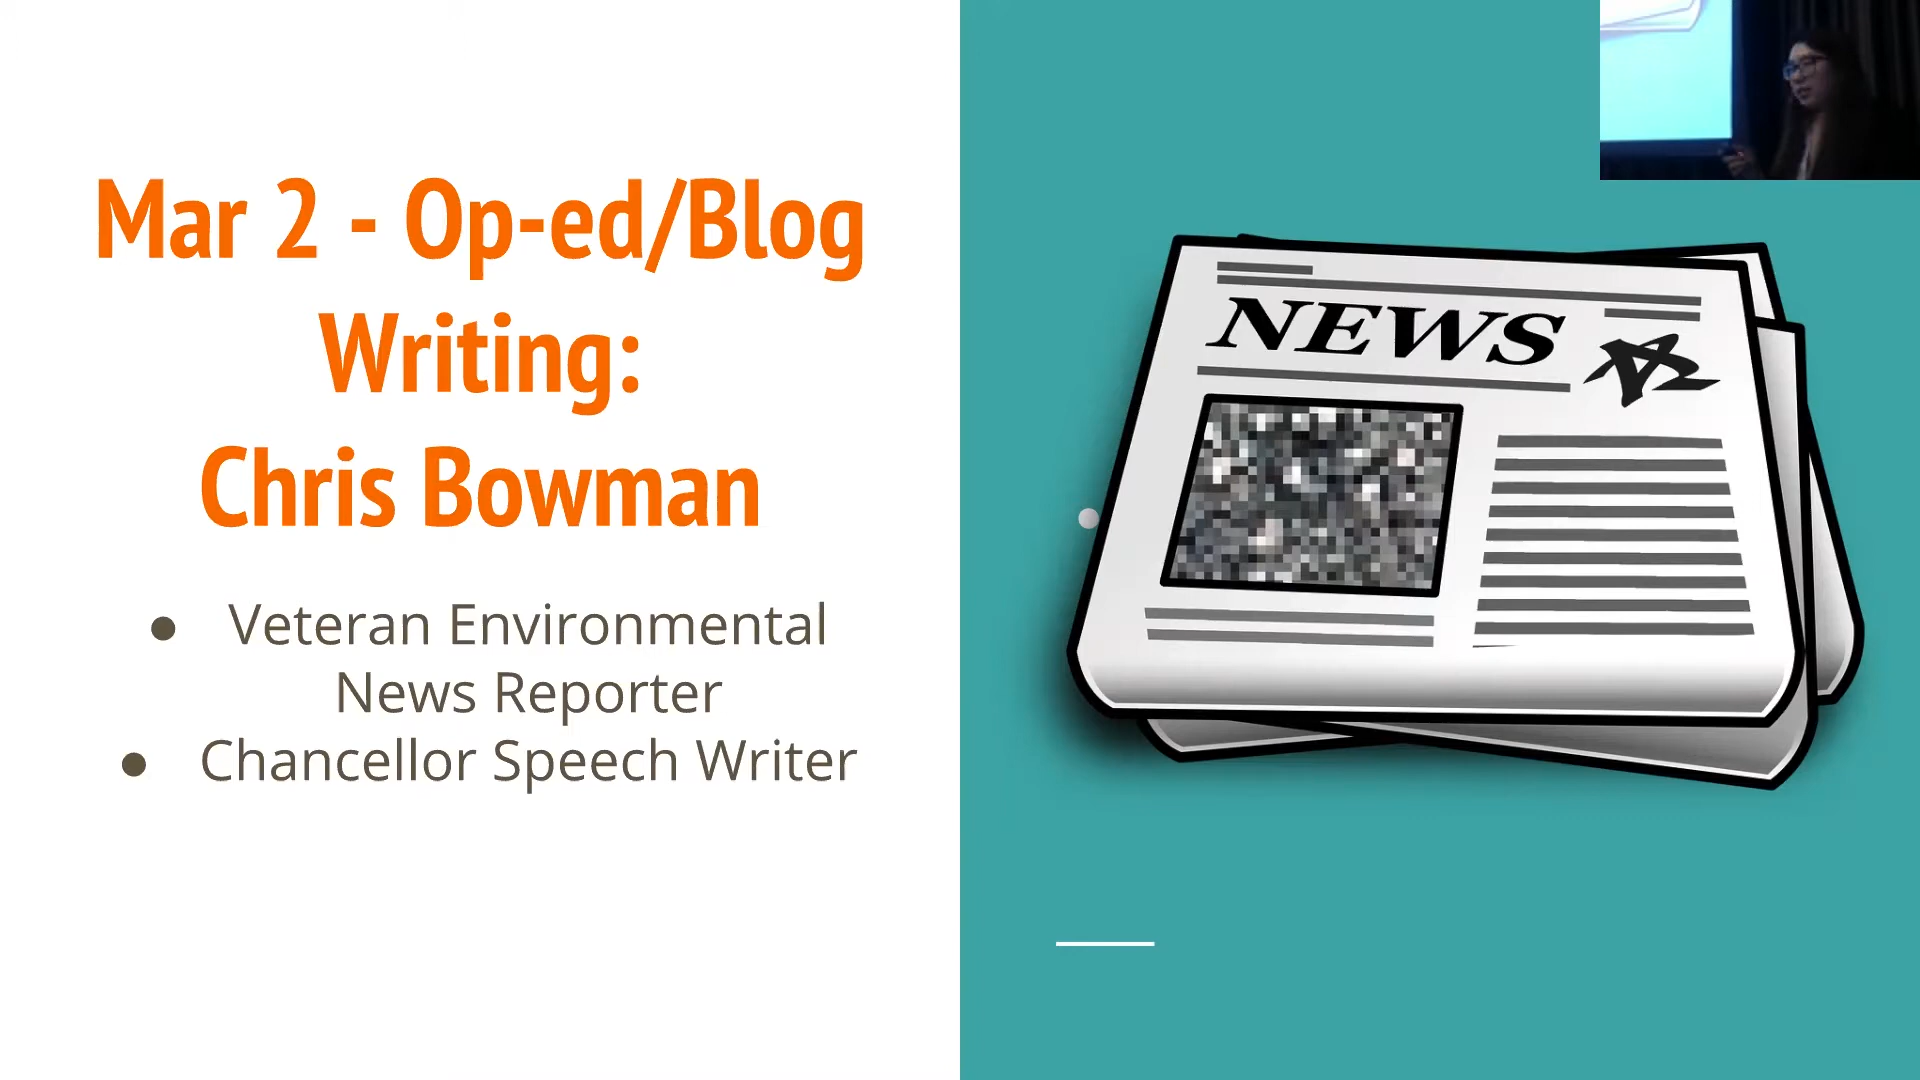 Mar 2 - Op-ed/Blog
Writing:
Chris Bowman
● Veteran Environmental
News Reporter
● Chancellor Speech Writer
NEWS